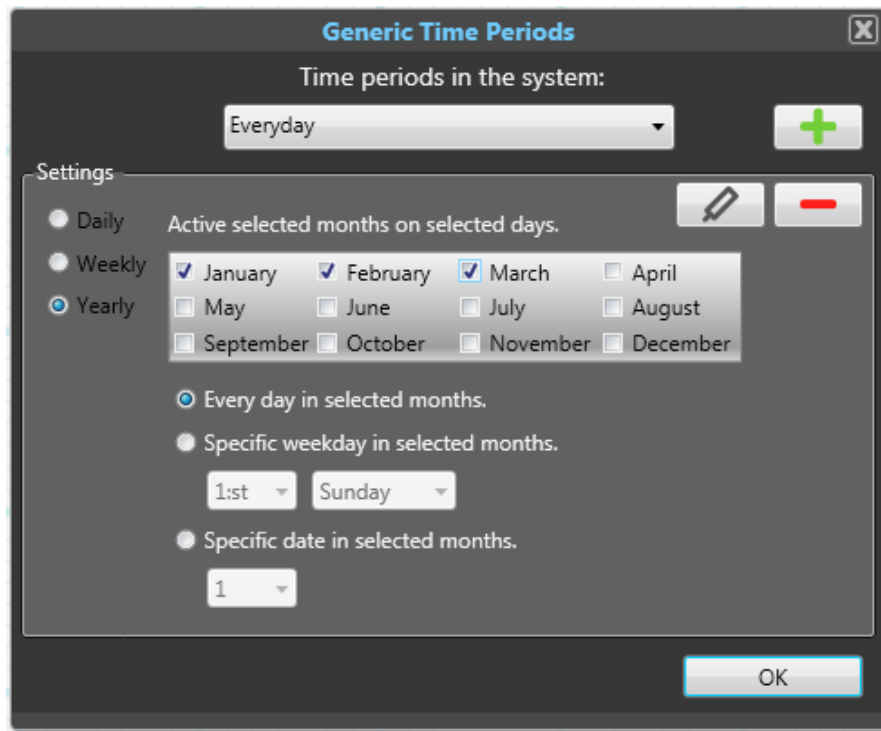 Generic Time Periods
Time periods in the system:
Everyday
Settings
Daily
Weekly
Yearly
Active selected months on selected days.
January February March April
May June July August
September October November December
Every day in selected months.
Specific weekday in selected months.
1:st Sunday
Specific date in selected months.
1
OK